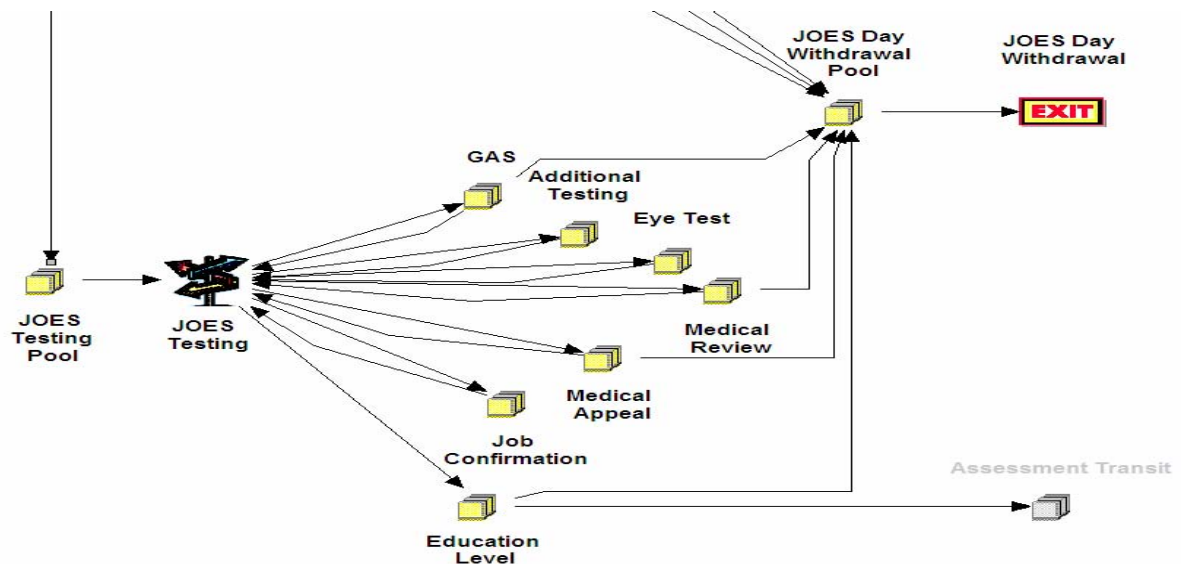 JOES Day
Withdrawal
Pool
JOES Day
Withdrawal
EXIT
GAS
Additional
Testing
Eye Test
JOES
Testing
Pool
JOES
Testing
Medical
Review
Medical
Appeal
Job
Confirmation
Assessment Transit
Education
Level